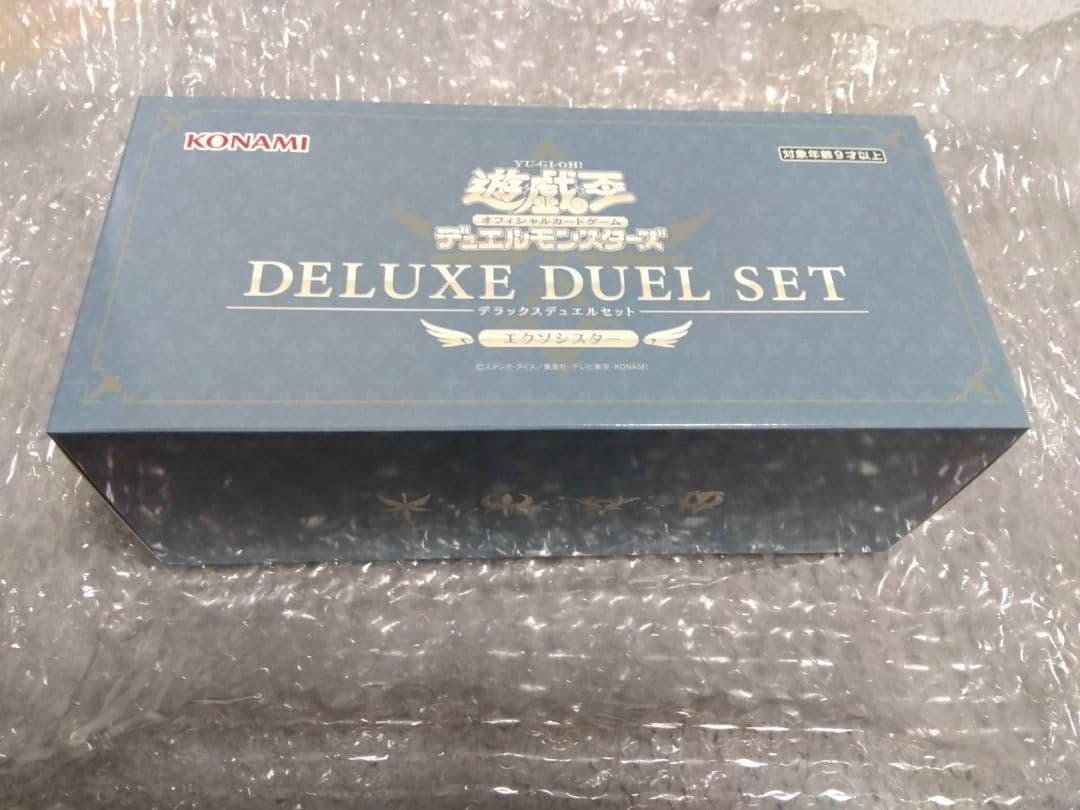 KONAMI
対象年齢9才以上
YU-GI-OH!
遊戯王
オフィシャルカードゲーム
デュエルモンスターズ
DELUXE DUEL SET
デラックスデュエルセット
エクソシスター
©スタジオ・ダイス/集英社・テレビ東京・KONAMI